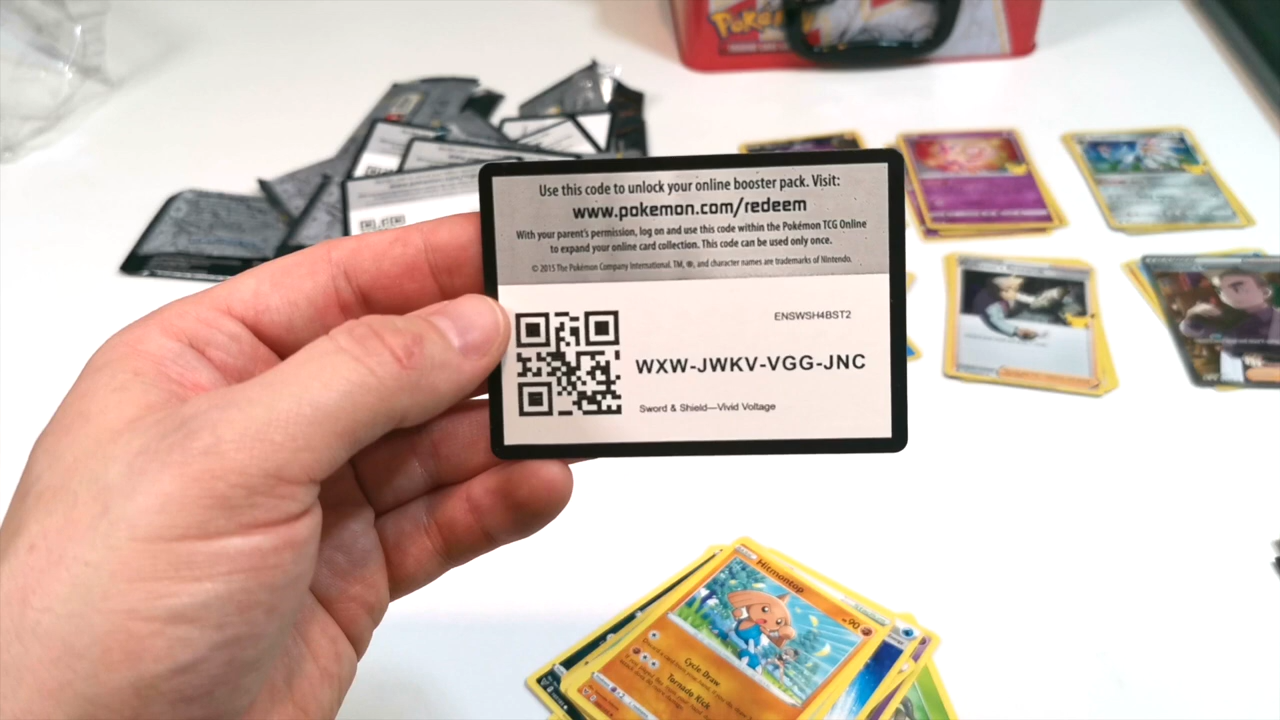 Pokémon
Use this code to unlock your online booster pack. Visit:
www.pokemon.com/redeem
With your parent's permission, log on and use this code within the Pokémon TCG Online
to expand your online card collection. This code can be used only once.
© 2015 The Pokémon Company International. TM, ®, and character names are trademarks of Nintendo.
ENSWSH4BST2
WXW-JWKV-VGG-JNC
Sword & Shield—Vivid Voltage
Hitmontop
90
Cycle Draw
Tornado Kick